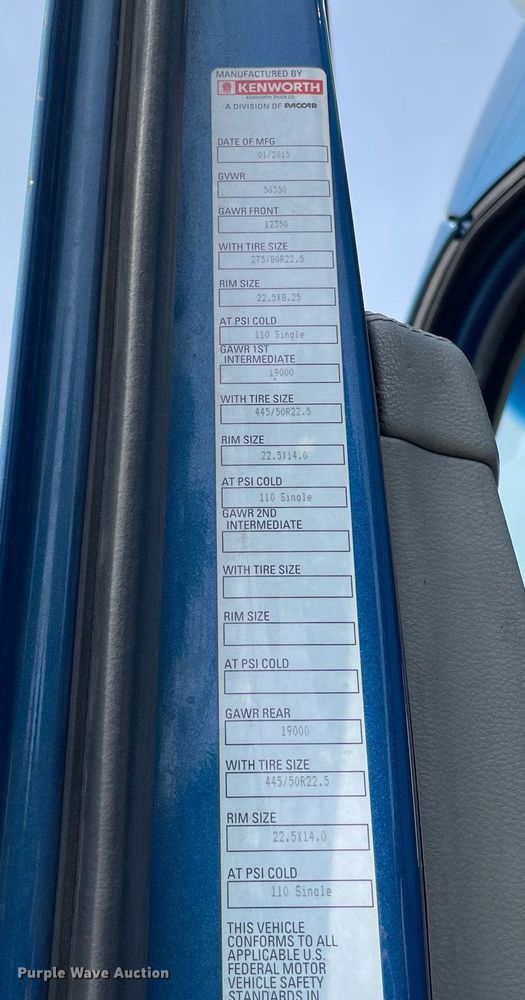 MANUFACTURED BY
KENWORTH
KENWORTH TRUCK CO.
A DIVISION OF PACCAR
DATE OF MFG
01/2015
GVWR
50350
GAWR FRONT
12350
WITH TIRE SIZE
275/80R22.5
RIM SIZE
22.5X8.25
AT PSI COLD
110 Single
GAWR 1ST
INTERMEDIATE
19000
WITH TIRE SIZE
445/50R22.5
RIM SIZE
22.5X14.0
AT PSI COLD
110 Single
GAWR 2ND
INTERMEDIATE
WITH TIRE SIZE
RIM SIZE
AT PSI COLD
GAWR REAR
19000
WITH TIRE SIZE
445/50R22.5
RIM SIZE
22.5X14.0
AT PSI COLD
110 Single
THIS VEHICLE
CONFORMS TO ALL
APPLICABLE U.S.
FEDERAL MOTOR
VEHICLE SAFETY
STANDARDS IN
Purple Wave Auction